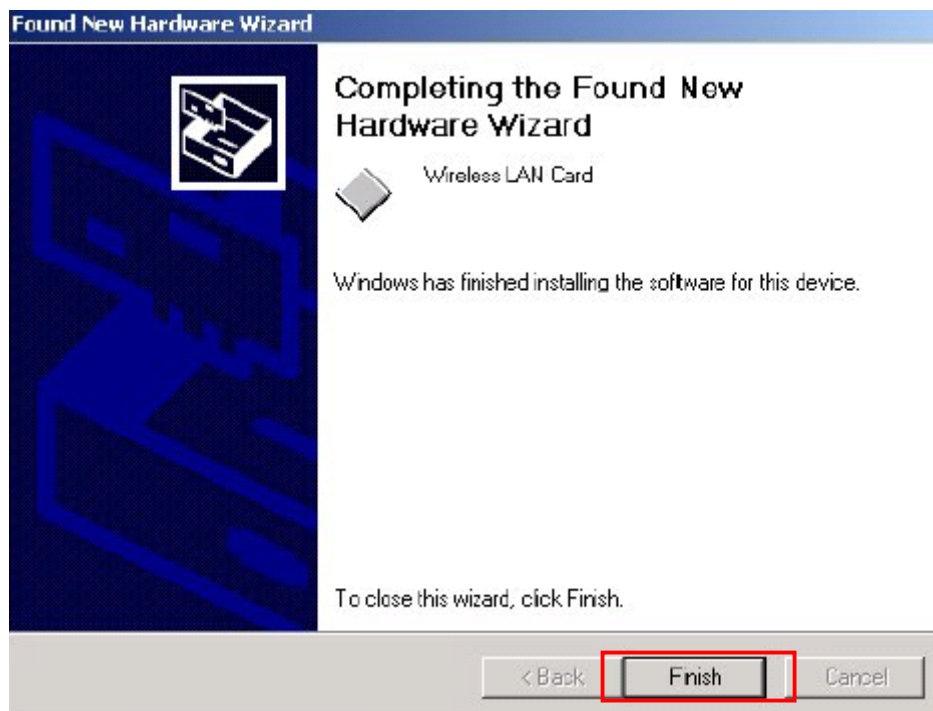 Found New Hardware Wizard
Completing the Found New
Hardware Wizard
Wireless LAN Card
Windows has finished installing the software for this device.
To close this wizard, click Finish.
< Back
Finish
Cancel